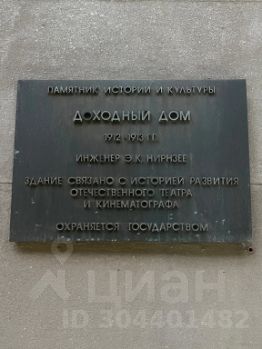 ПАМЯТНИК ИСТОРИИ И КУЛЬТУРЫ
ДОХОДНЫЙ ДОМ
1912-1913 ГГ.
ИНЖЕНЕР Э.К. НИРНЗЕЕ
ЗДАНИЕ СВЯЗАНО С ИСТОРИЕЙ РАЗВИТИЯ
ОТЕЧЕСТВЕННОГО ТЕАТРА
И КИНЕМАТОГРАФА
ОХРАНЯЕТСЯ ГОСУДАРСТВОМ
циан
ID 304401482